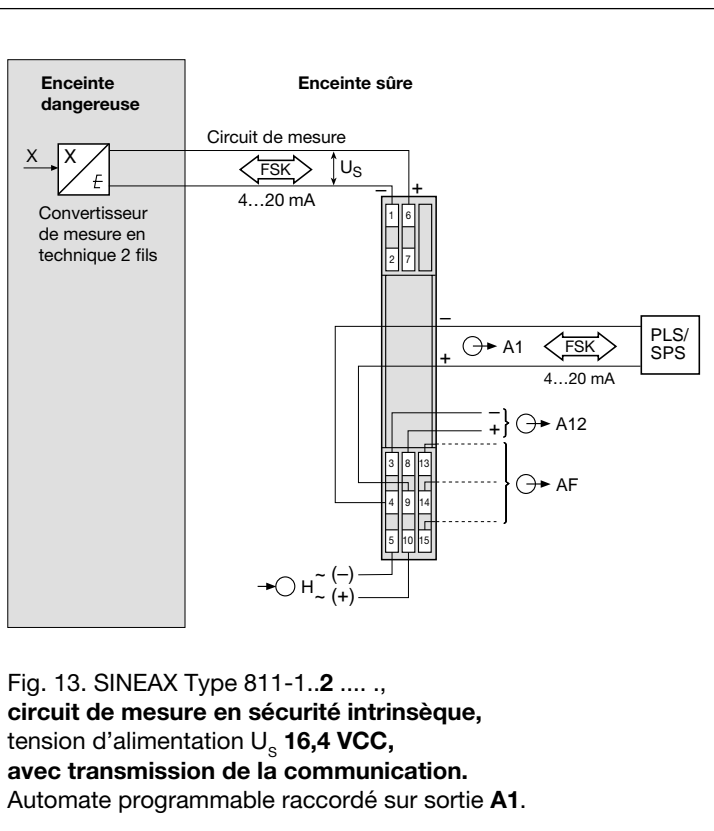 Enceinte
dangereuse
Enceinte sûre
Circuit de mesure
X
X
E
FSK
U_S
4…20 mA
Convertisseur
de mesure en
technique 2 fils
– +
1 6
2 7
–
A1
FSK
PLS/
SPS
+
4…20 mA
–
+
A12
3 8 13
AF
4 9 14
5 10 15
H
~ (–)
~ (+)
Fig. 13. SINEAX Type 811-1..2 .... .,
circuit de mesure en sécurité intrinsèque,
tension d’alimentation U_S 16,4 VCC,
avec transmission de la communication.
Automate programmable raccordé sur sortie A1.